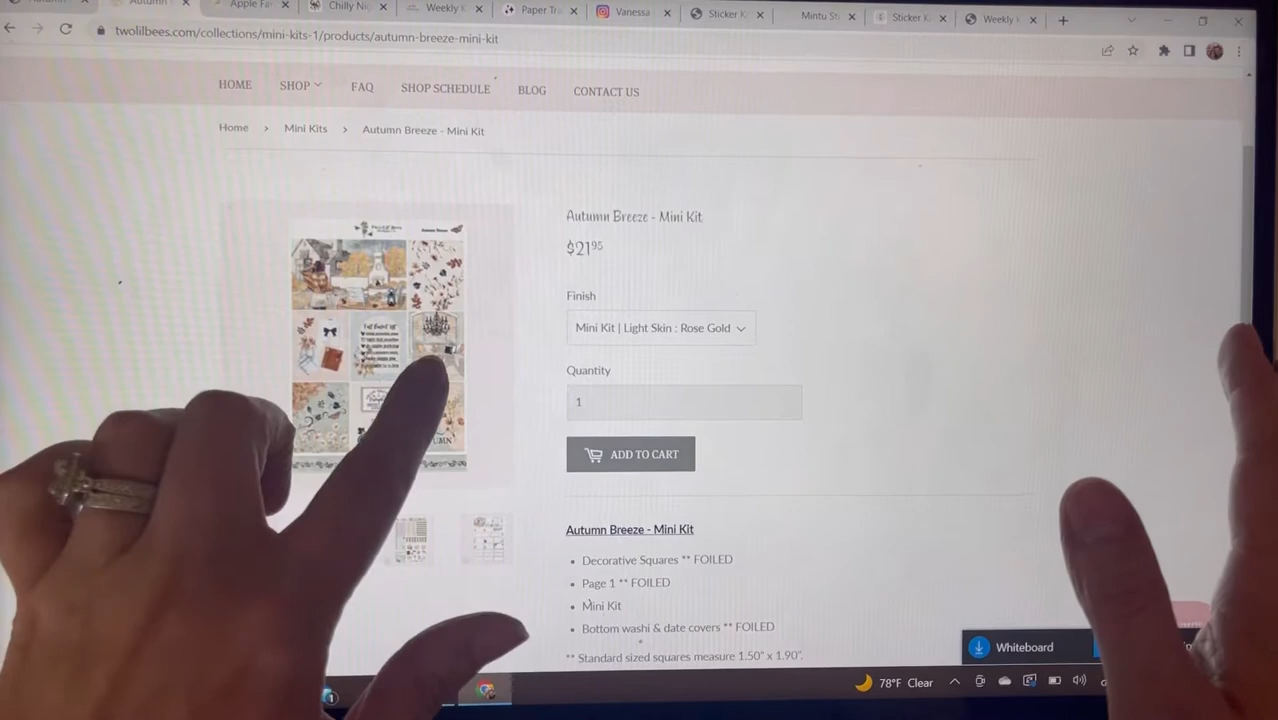 Apple Fa
Chilly Ni
Weekly K
Paper Tr
Vanessa
Sticker K
Mintu St
Sticker K
Weekly
twolilbees.com/collections/mini-kits-1/products/autumn-breeze-mini-kit
HOME
SHOP
FAQ
SHOP SCHEDULE
BLOG
CONTACT US
Home > Mini Kits > Autumn Breeze - Mini Kit
Autumn Breeze - Mini Kit
$21.95
Finish
Mini Kit | Light Skin : Rose Gold
Quantity
1
ADD TO CART
Autumn Breeze - Mini Kit
Decorative Squares ** FOILED
Page 1 ** FOILED
Mini Kit
Bottom washi & date covers ** FOILED
** Standard sized squares measure 1.50" x 1.90".
Whiteboard
78°F Clear